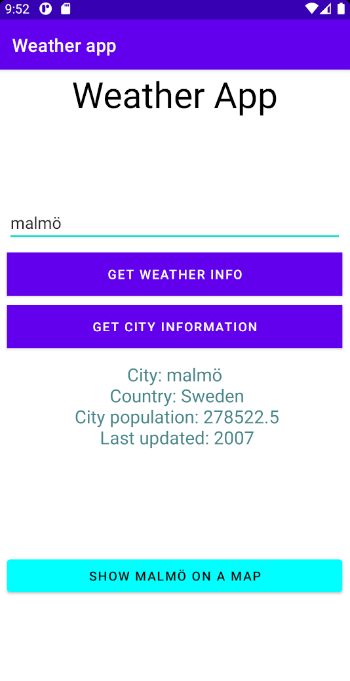 9:52
Weather app
Weather App
malmö
GET WEATHER INFO
GET CITY INFORMATION
City: malmö
Country: Sweden
City population: 278522.5
Last updated: 2007
SHOW MALMÖ ON A MAP